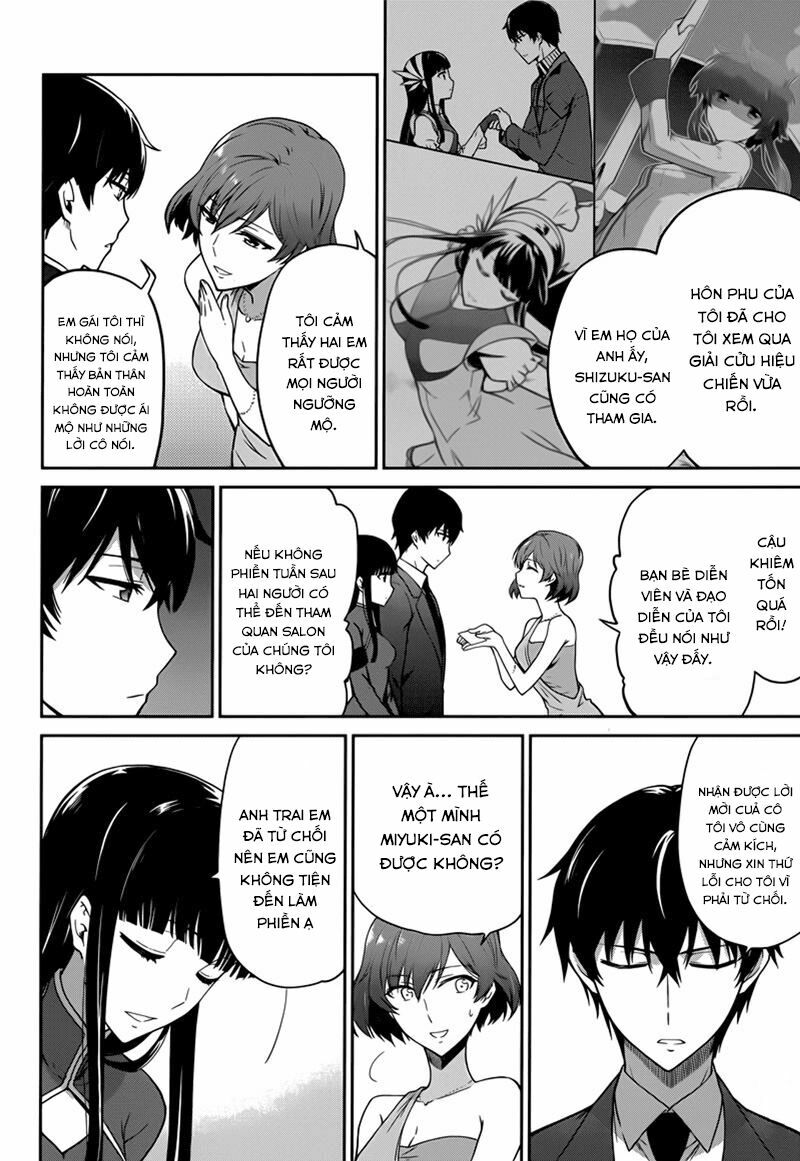 HÔN PHU CỦA
TÔI ĐÃ CHO
TÔI XEM QUA
GIẢI CỬU HIỆU
CHIẾN VỪA
RỒI.
VÌ EM HỌ CỦA
ANH ẤY,
SHIZUKU-SAN
CŨNG CÓ
THAM GIA.
TÔI CẢM
THẤY HAI EM
RẤT ĐƯỢC
MỌI NGƯỜI
NGƯỠNG
MỘ.
EM GÁI TÔI THÌ
KHÔNG NÓI,
NHƯNG TÔI CẢM
THẤY BẢN THÂN
HOÀN TOÀN
KHÔNG ĐƯỢC ÁI
MỘ NHƯ NHỮNG
LỜI CÔ NÓI.
CẬU KHIÊM
TỐN QUÁ
RỒI!
BẠN BÈ DIỄN
VIÊN VÀ ĐẠO
DIỄN CỦA TÔI
ĐỀU NÓI NHƯ
VẬY ĐẤY.
NẾU KHÔNG
PHIỀN TUẦN SAU
HAI NGƯỜI CÓ
THỂ ĐẾN THAM
QUAN SALON
CỦA CHÚNG TÔI
KHÔNG?
NHẬN ĐƯỢC LỜI
MỜI CUẢ CÔ
TÔI VÔ CÙNG
CẢM KÍCH,
NHƯNG XIN THỨ
LỖI CHO TÔI VÌ
PHẢI TỪ CHỐI.
VẬY À... THẾ
MỘT MÌNH
MIYUKI-SAN CÓ
ĐƯỢC KHÔNG?
ANH TRAI EM
ĐÃ TỪ CHỐI
NÊN EM CŨNG
KHÔNG TIỆN
ĐẾN LÀM
PHIỀN Ạ